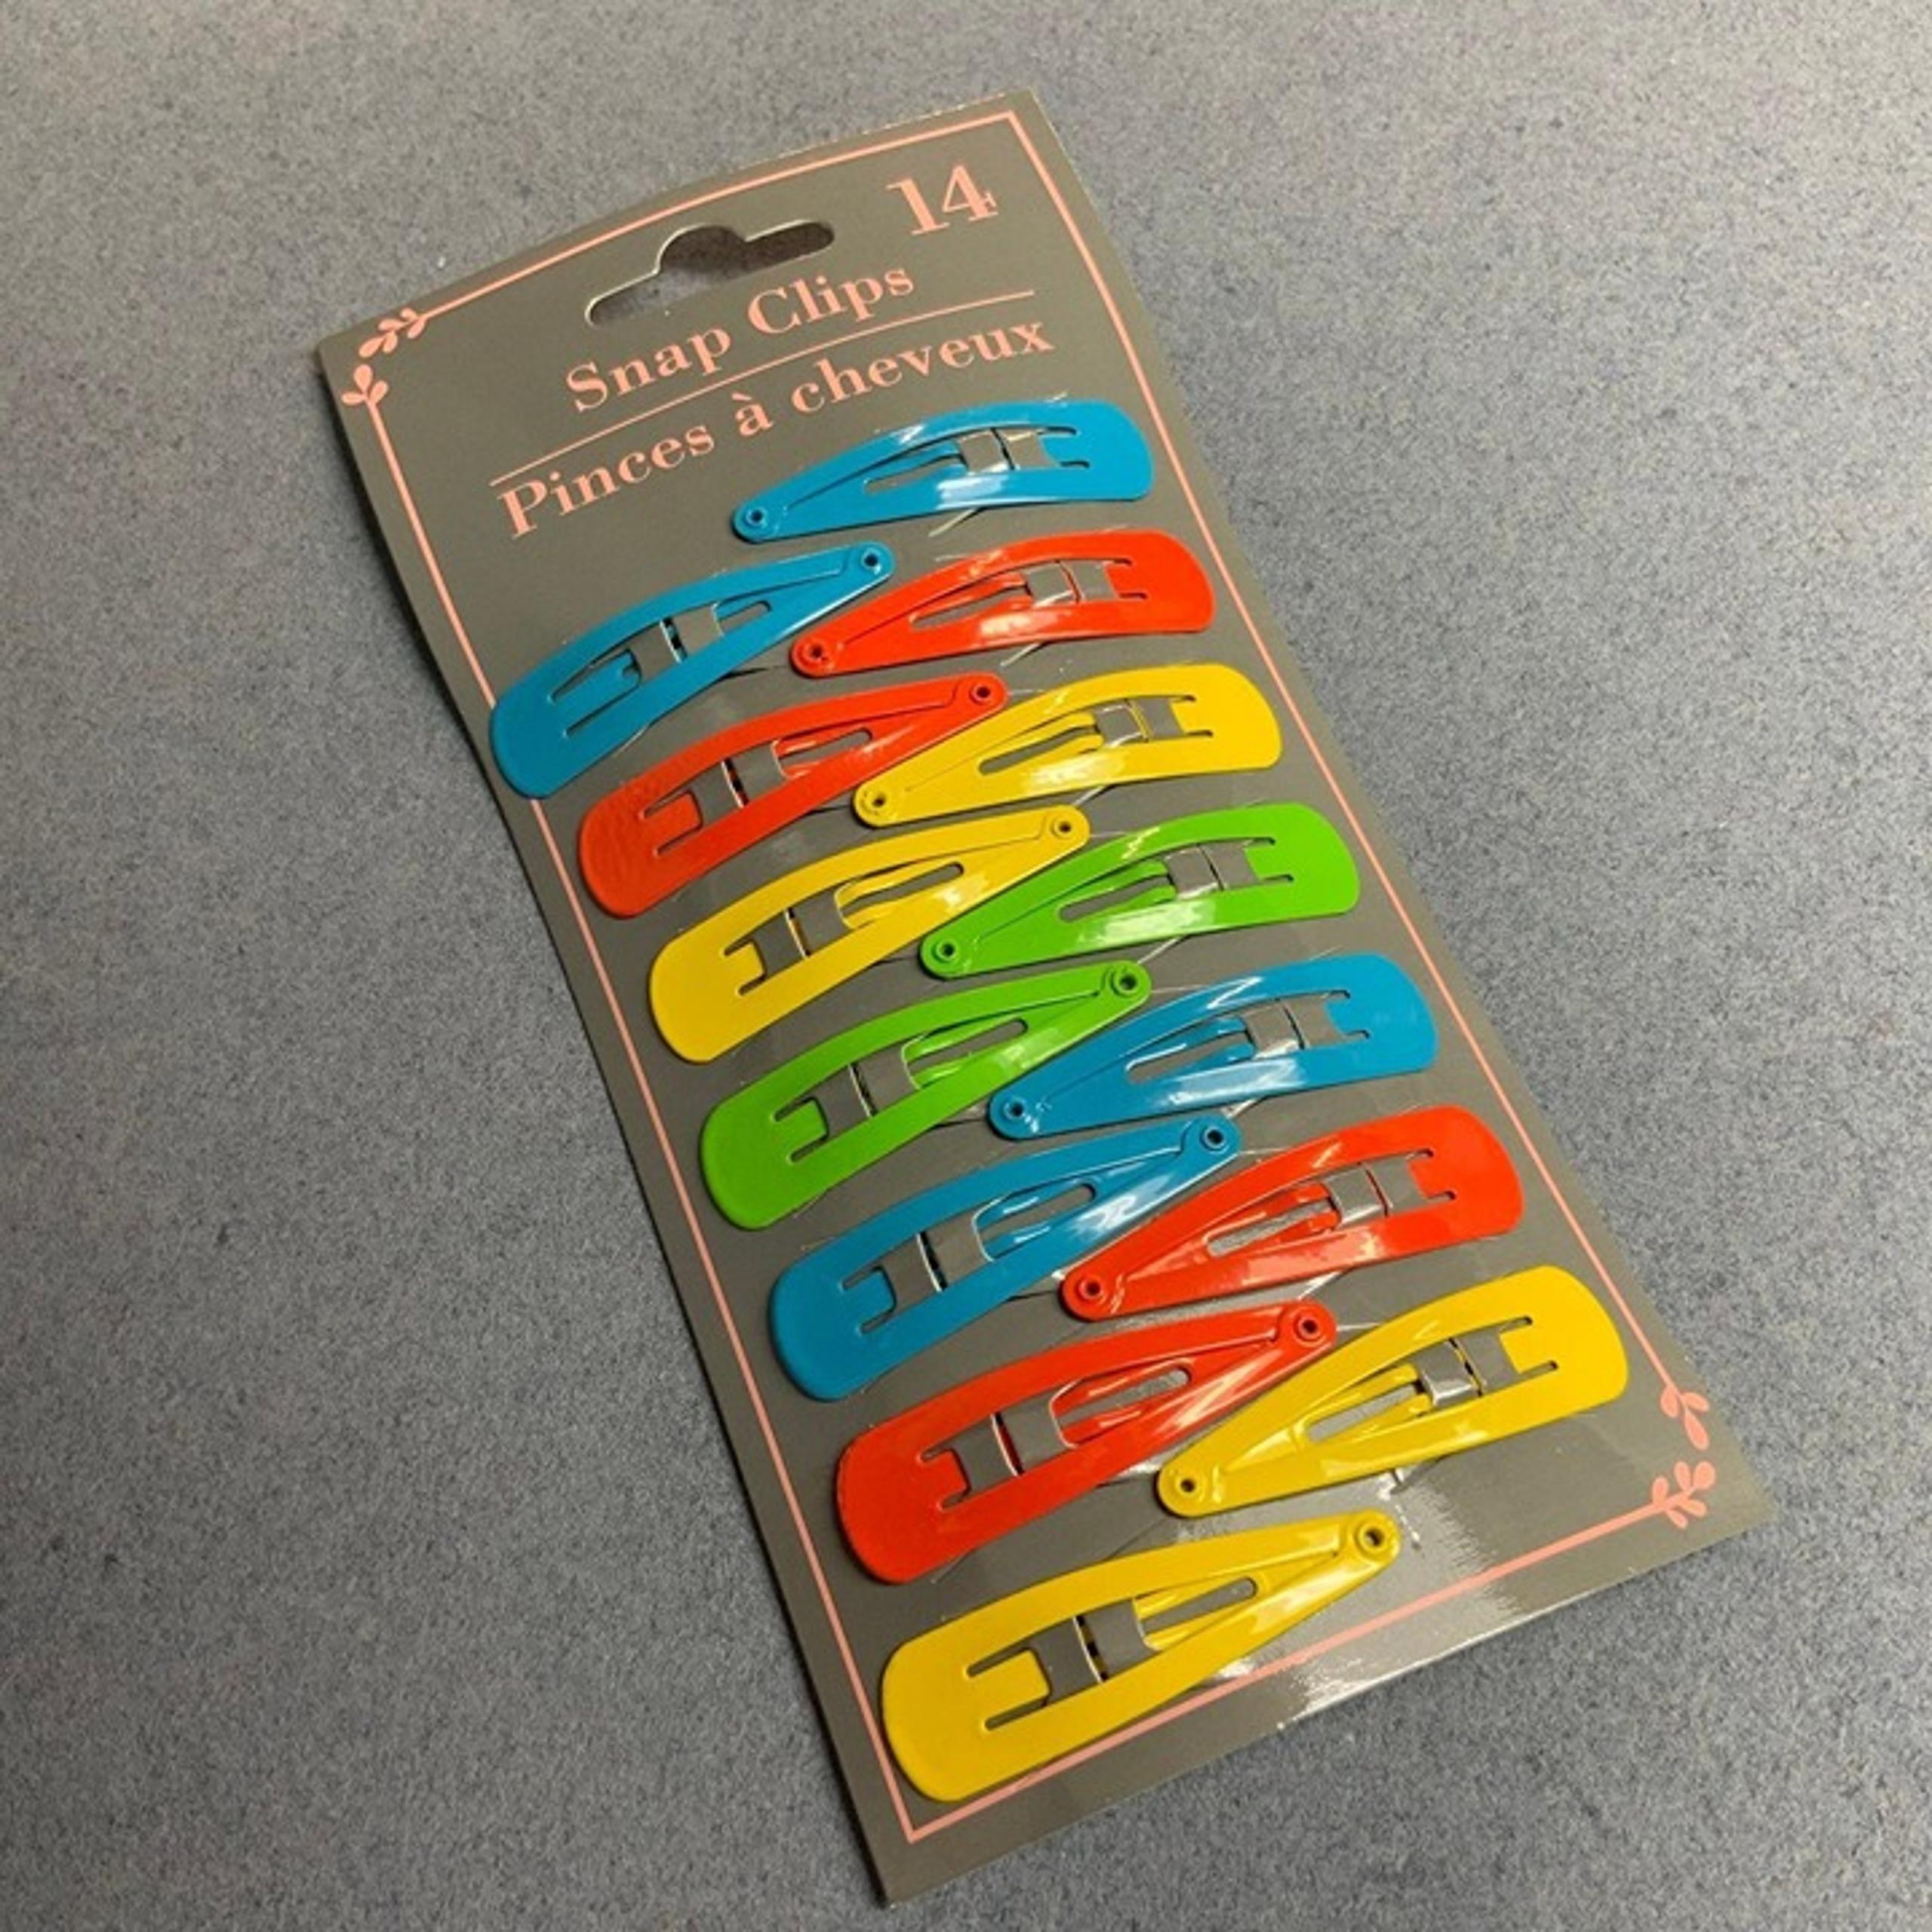 14
Snap Clips
Pinces à cheveux